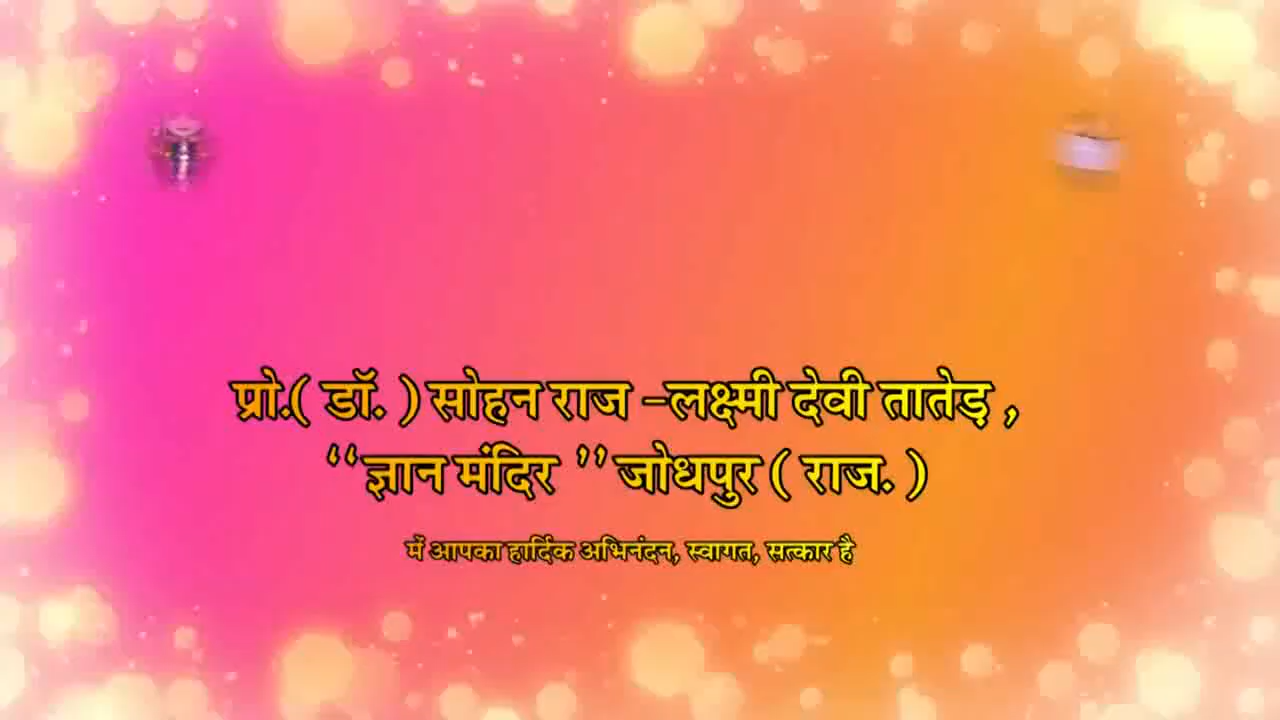 प्रो.( डॉ. ) सोहन राज -लक्ष्मी देवी तातेड़ ,
‘‘ज्ञान मंदिर ’’ जोधपुर ( राज. )
में आपका हार्दिक अभिनंदन, स्वागत, सत्कार है